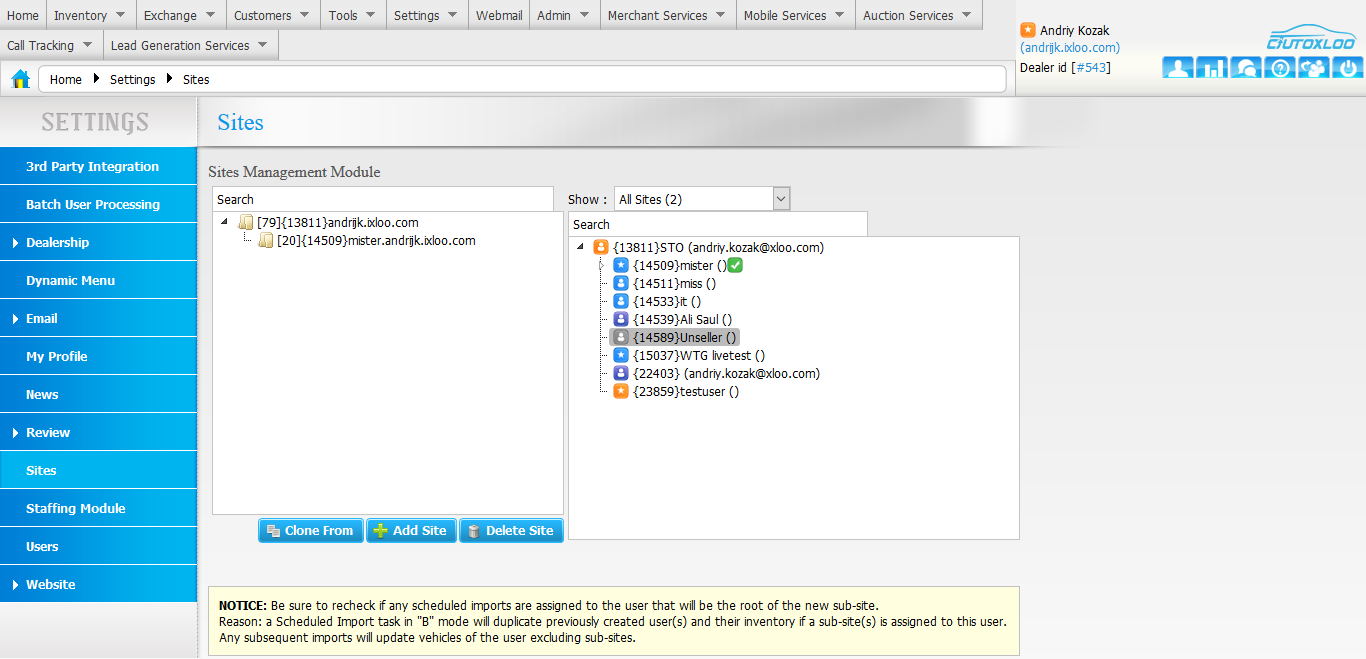 Home Inventory Exchange Customers Tools Settings Webmail Admin Merchant Services Mobile Services Auction Services
Call Tracking Lead Generation Services
Andriy Kozak
(andrijk.ixloo.com)
Dealer id [#543]
AUTOXLOO
Home Settings Sites
SETTINGS
Sites
3rd Party Integration
Batch User Processing
Dealership
Dynamic Menu
Email
My Profile
News
Review
Sites
Staffing Module
Users
Website
Sites Management Module
Search
[79]{13811}andrijk.ixloo.com
[20]{14509}mister.andrijk.ixloo.com
Clone From Add Site Delete Site
Show : All Sites (2)
Search
{13811}STO (andriy.kozak@xloo.com)
{14509}mister ()
{14511}miss ()
{14533}it ()
{14539}Ali Saul ()
{14589}Unseller ()
{15037}WTG livetest ()
{22403} (andriy.kozak@xloo.com)
{23859}testuser ()
NOTICE: Be sure to recheck if any scheduled imports are assigned to the user that will be the root of the new sub-site.
Reason: a Scheduled Import task in "B" mode will duplicate previously created user(s) and their inventory if a sub-site(s) is assigned to this user.
Any subsequent imports will update vehicles of the user excluding sub-sites.